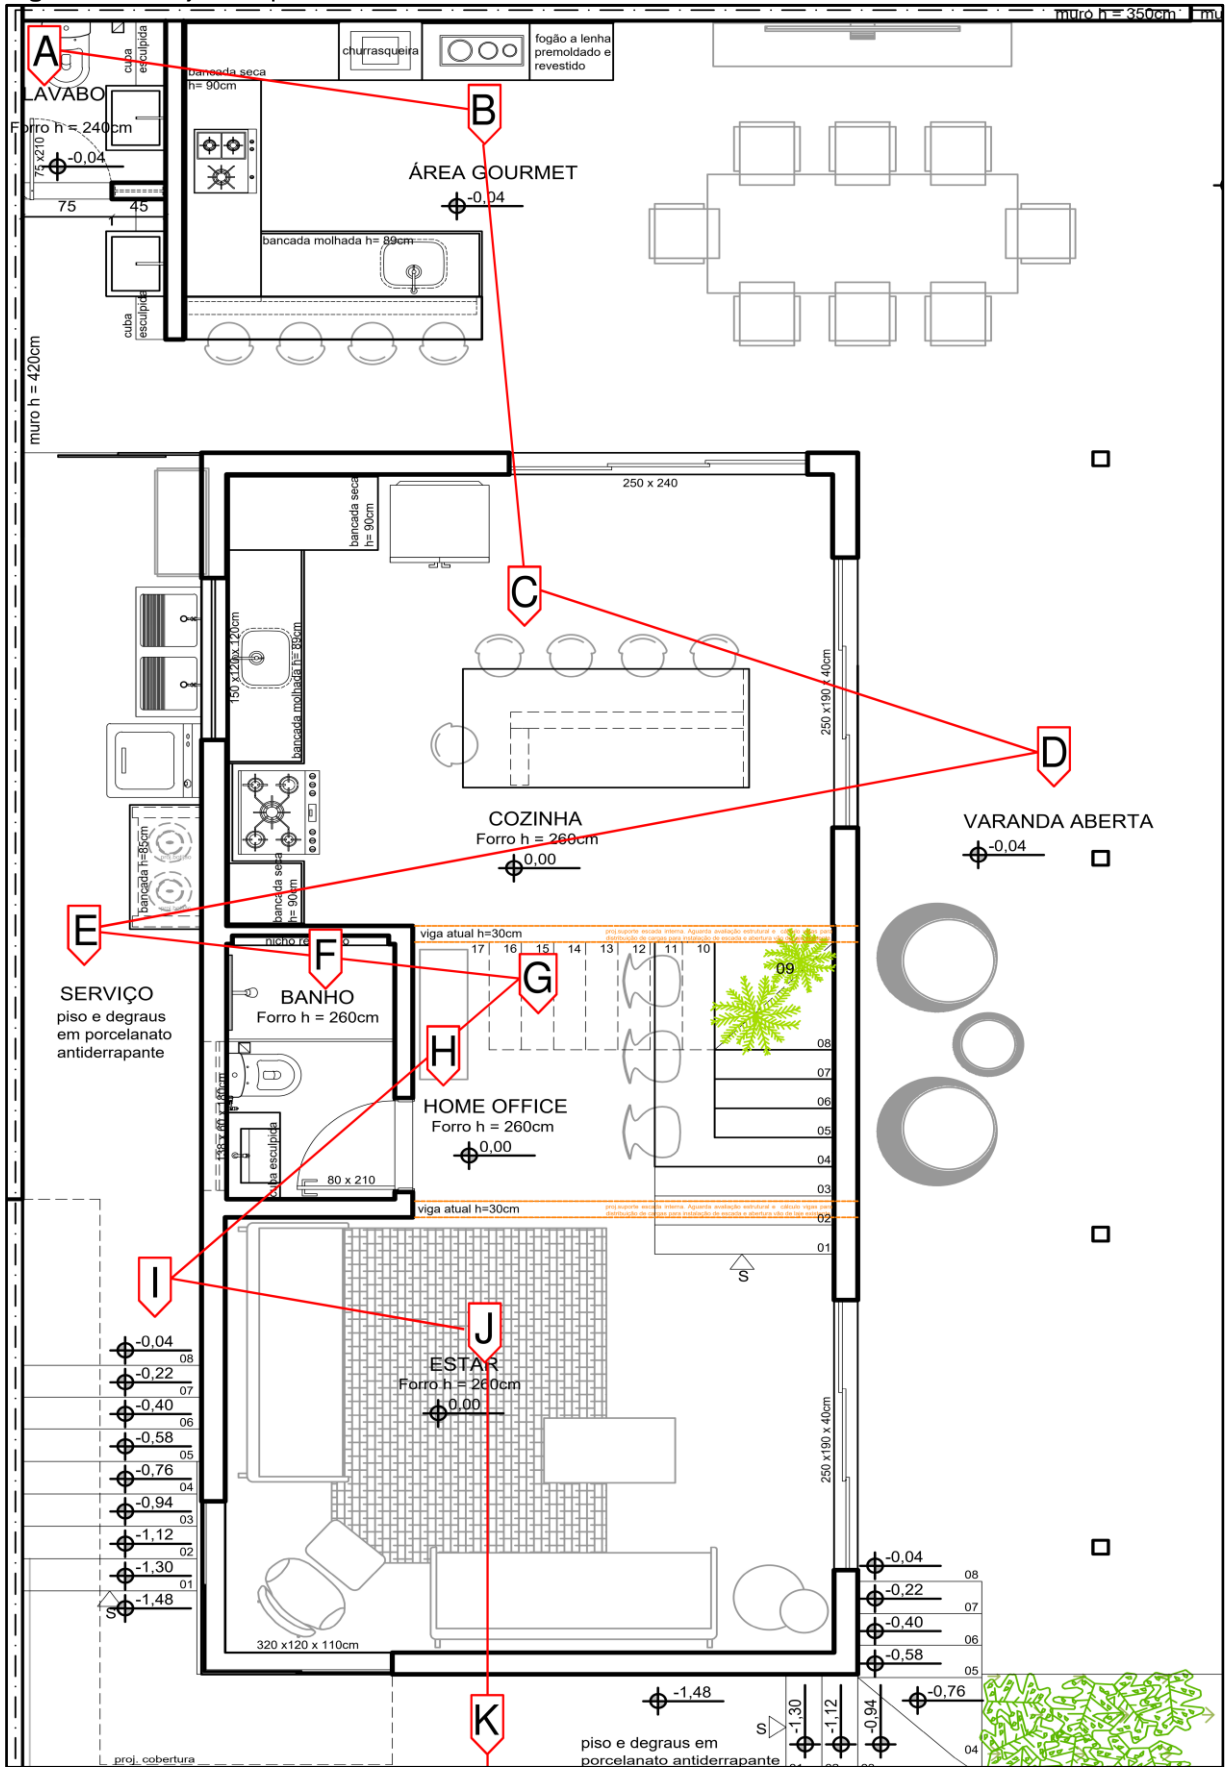 muro h = 350cm
mu
A
cuba
esculpida
LAVABO
Forro h = 240cm
75 x210
-0,04
75
45
cuba
esculpida
muro h = 420cm
bancada seca
h= 90cm
churrasqueira
fogão a lenha
premoldado e
revestido
B
ÁREA GOURMET
-0,04
bancada molhada h= 89cm
250 x 240
bancada seca
h= 90cm
C
150 x120 x 120cm
bancada molhada h= 89cm
250 x190 x 40cm
D
COZINHA
Forro h = 260cm
0,00
VARANDA ABERTA
-0,04
bancada h=85cm
bancada seca
h= 90cm
E
SERVIÇO
piso e degraus
em porcelanato
antiderrapante
F
BANHO
Forro h = 260cm
cuba esculpida
80 x 210
viga atual h=30cm
17
16
15
14
13
12
11
10
09
08
07
06
05
04
03
02
01
S
G
H
HOME OFFICE
Forro h = 260cm
0,00
viga atual h=30cm
I
J
ESTAR
Forro h = 260cm
0,00
250 x190 x 40cm
-0,04
08
-0,22
07
-0,40
06
-0,58
05
-0,76
04
-0,94
03
-1,12
02
-1,30
01
S
-1,48
320 x120 x 110cm
-0,04
08
-0,22
07
-0,40
06
-0,58
05
-0,76
04
K
-1,48
S
-1,30
-1,12
-0,94
piso e degraus em
porcelanato antiderrapante
proj. cobertura